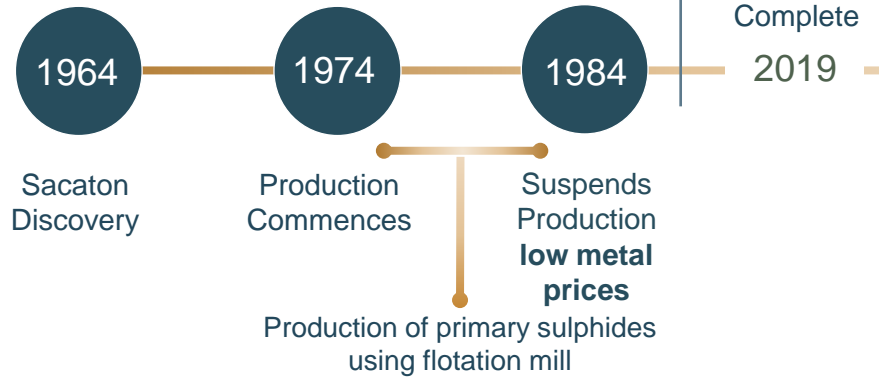 Complete
1964
1974
1984
2019
Sacaton
Discovery
Production
Commences
Suspends
Production
low metal
prices
Production of primary sulphides
using flotation mill